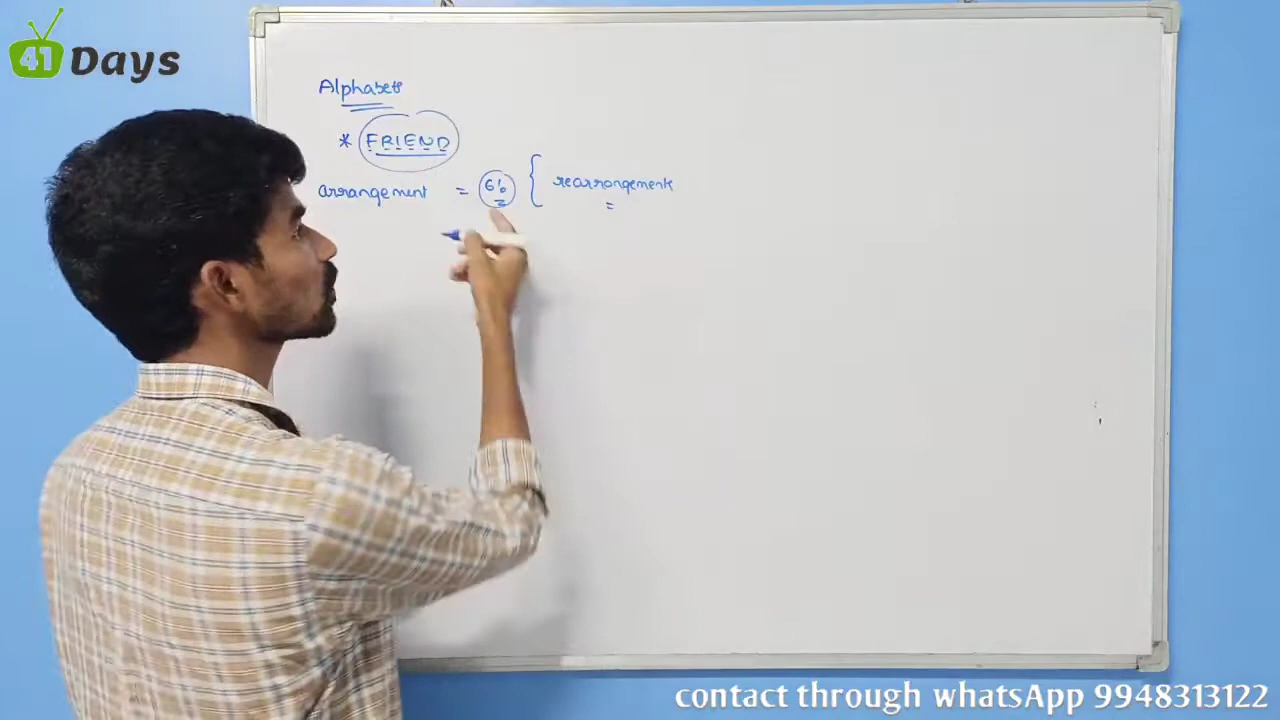 41 Days
Alphabets
* FRIEND
arrangement = 6! { rearrangements
=
contact through whatsApp 9948313122